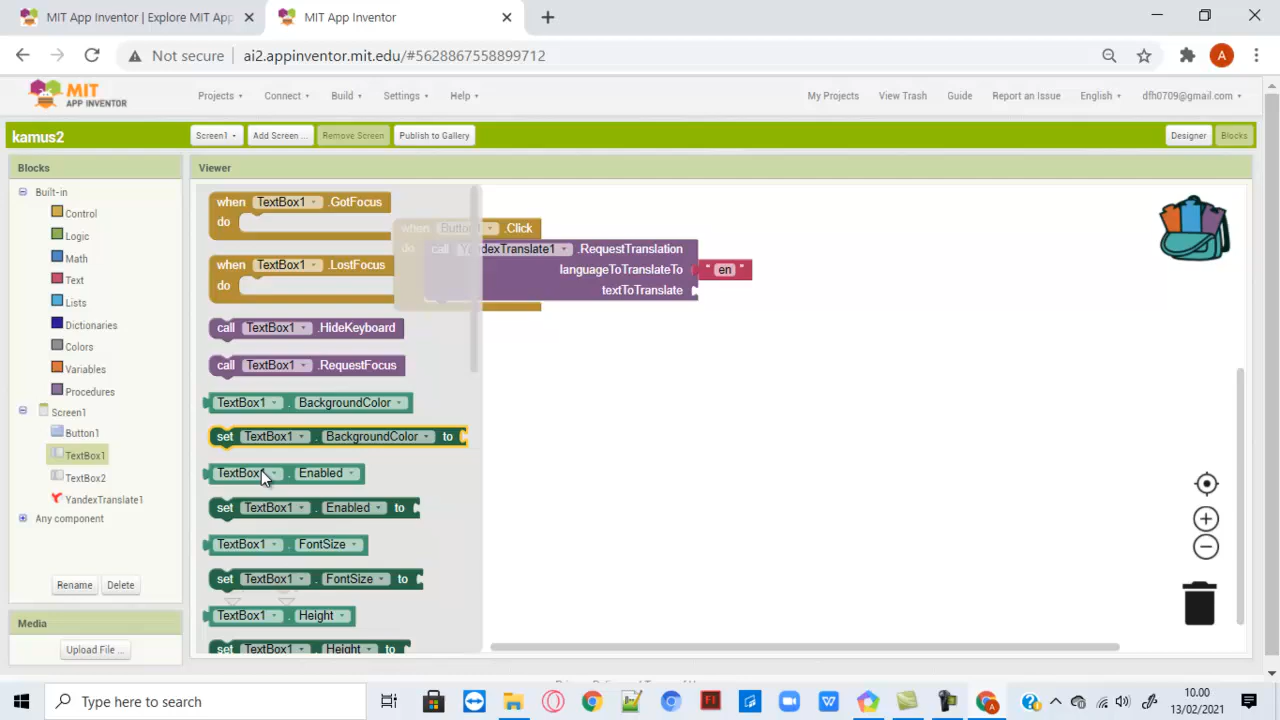 MIT App Inventor | Explore MIT App
MIT App Inventor
Not secure
ai2.appinventor.mit.edu/#5628867558899712
MIT
APP INVENTOR
Projects
Connect
Build
Settings
Help
My Projects
View Trash
Guide
Report an Issue
English
dfh0709@gmail.com
kamus2
Screen1
Add Screen ...
Remove Screen
Publish to Gallery
Designer
Blocks
Blocks
Viewer
Built-in
Control
Logic
Math
Text
Lists
Dictionaries
Colors
Variables
Procedures
Screen1
Button1
TextBox1
TextBox2
YandexTranslate1
Any component
Rename
Delete
Media
Upload File ...
when TextBox1 .GotFocus
do
when TextBox1 .LostFocus
do
call TextBox1 .HideKeyboard
call TextBox1 .RequestFocus
TextBox1 . BackgroundColor
set TextBox1 . BackgroundColor to
TextBox1 . Enabled
set TextBox1 . Enabled to
TextBox1 . FontSize
set TextBox1 . FontSize to
TextBox1 . Height
set TextBox1 . Height to
when Button1 .Click
do call YandexTranslate1 .RequestTranslation
languageToTranslateTo " en "
textToTranslate
A
Type here to search
10.00
13/02/2021